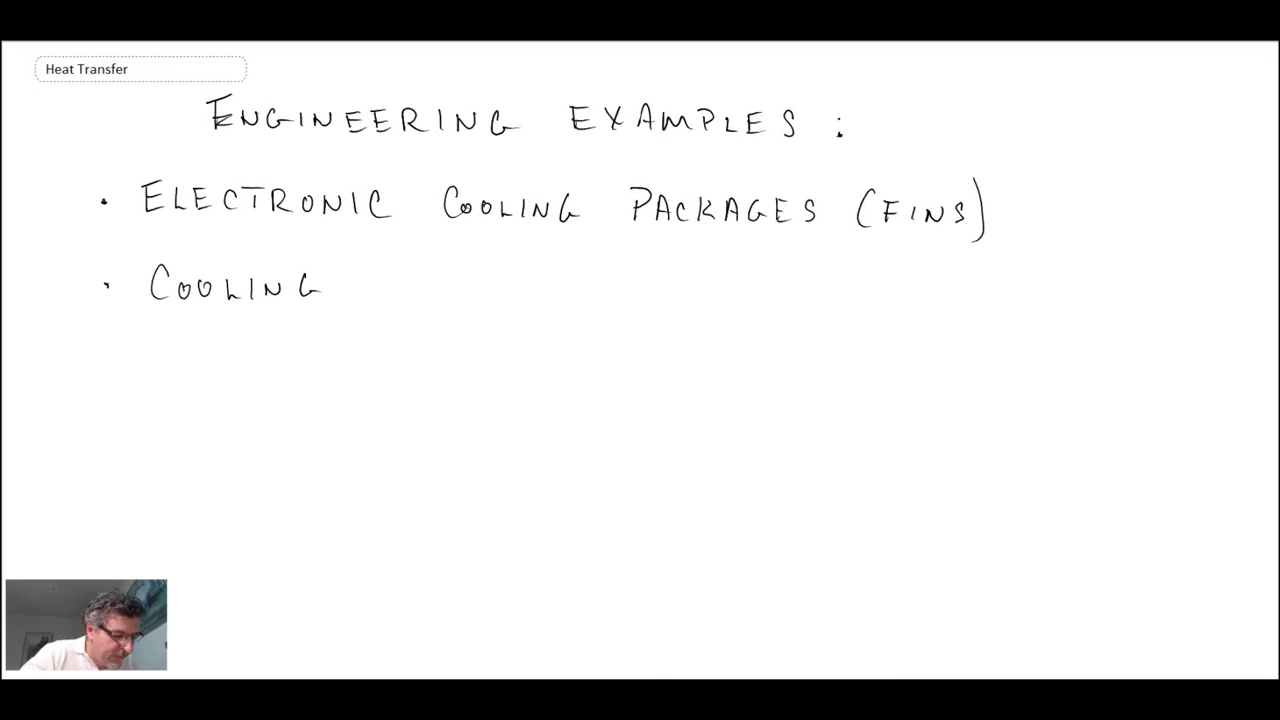 Heat Transfer
ENGINEERING EXAMPLES :
• ELECTRONIC COOLING PACKAGES (FINS)
• COOLING